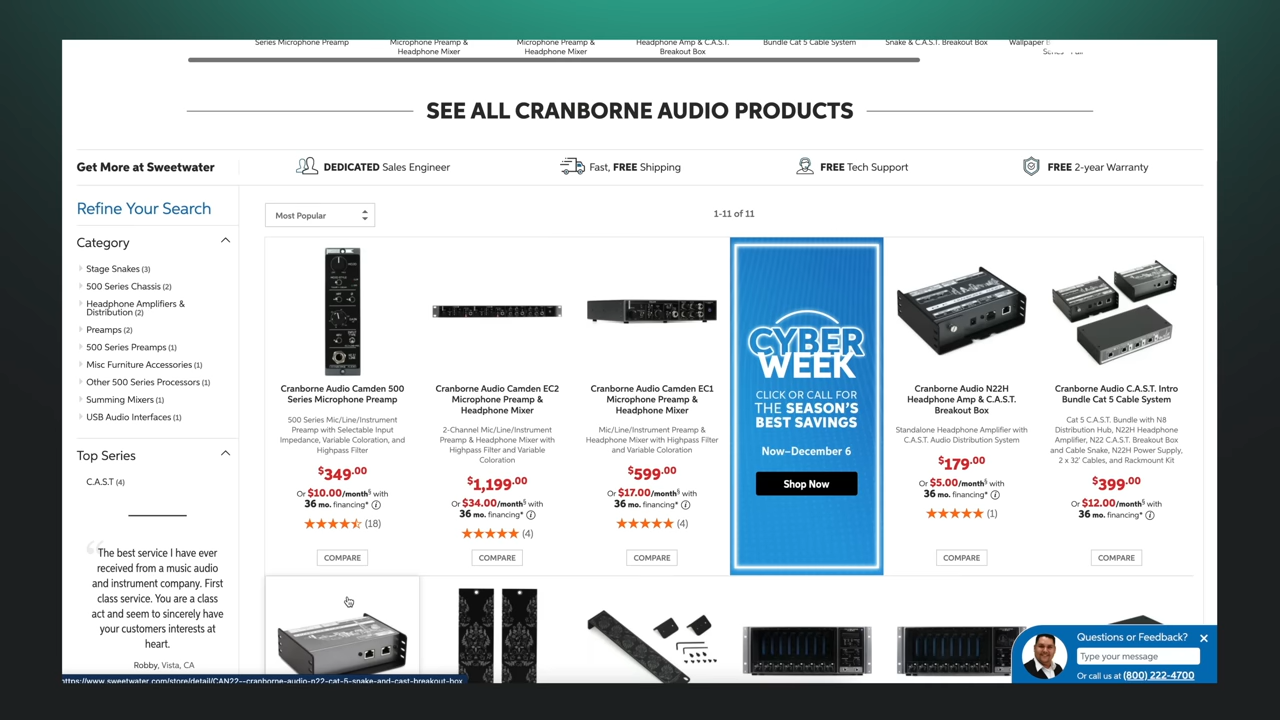 Series Microphone Preamp
Microphone Preamp &
Headphone Mixer
Microphone Preamp &
Headphone Mixer
Headphone Amp & C.A.S.T.
Breakout Box
Bundle Cat 5 Cable System
Snake & C.A.S.T. Breakout Box
Wallpaper
SEE ALL CRANBORNE AUDIO PRODUCTS
Get More at Sweetwater
DEDICATED Sales Engineer
Fast, FREE Shipping
FREE Tech Support
FREE 2-year Warranty
Refine Your Search
Category
Stage Snakes (3)
500 Series Chassis (2)
Headphone Amplifiers &
Distribution (2)
Preamps (2)
500 Series Preamps (1)
Misc Furniture Accessories (1)
Other 500 Series Processors (1)
Summing Mixers (1)
USB Audio Interfaces (1)
Top Series
C.A.S.T (4)
“The best service I have ever
received from a music audio
and instrument company. First
class service. You are a class
act and seem to sincerely have
your customers interests at
heart.
Robby, Vista, CA
Most Popular
1-11 of 11
Cranborne Audio Camden 500
Series Microphone Preamp
500 Series Mic/Line/Instrument
Preamp with Selectable Input
Impedance, Variable Coloration, and
Highpass Filter
$349.00
Or $10.00/month§ with
36 mo. financing*
(18)
COMPARE
Cranborne Audio Camden EC2
Microphone Preamp &
Headphone Mixer
2-Channel Mic/Line/Instrument
Preamp & Headphone Mixer with
Highpass Filter and Variable
Coloration
$1,199.00
Or $34.00/month§ with
36 mo. financing*
(4)
COMPARE
Cranborne Audio Camden EC1
Microphone Preamp &
Headphone Mixer
Mic/Line/Instrument Preamp &
Headphone Mixer with Highpass Filter
and Variable Coloration
$599.00
Or $17.00/month§ with
36 mo. financing*
(4)
COMPARE
CYBER
WEEK
CLICK OR CALL FOR
THE SEASON'S
BEST SAVINGS
Now–December 6
Shop Now
Cranborne Audio N22H
Headphone Amp & C.A.S.T.
Breakout Box
Standalone Headphone Amplifier with
C.A.S.T. Audio Distribution System
$179.00
Or $5.00/month§ with
36 mo. financing*
(1)
COMPARE
Cranborne Audio C.A.S.T. Intro
Bundle Cat 5 Cable System
Cat 5 C.A.S.T. Bundle with N8
Distribution Hub, N22H Headphone
Amplifier, N22 C.A.S.T. Breakout Box
and Cable Snake, N22H Power Supply,
2 x 32' Cables, and Rackmount Kit
$399.00
Or $12.00/month§ with
36 mo. financing*
COMPARE
Questions or Feedback?
Type your message
Or call us at (800) 222-4700
https://www.sweetwater.com/store/detail/CAN22--cranborne-audio-n22-cat-5-snake-and-cast-breakout-box